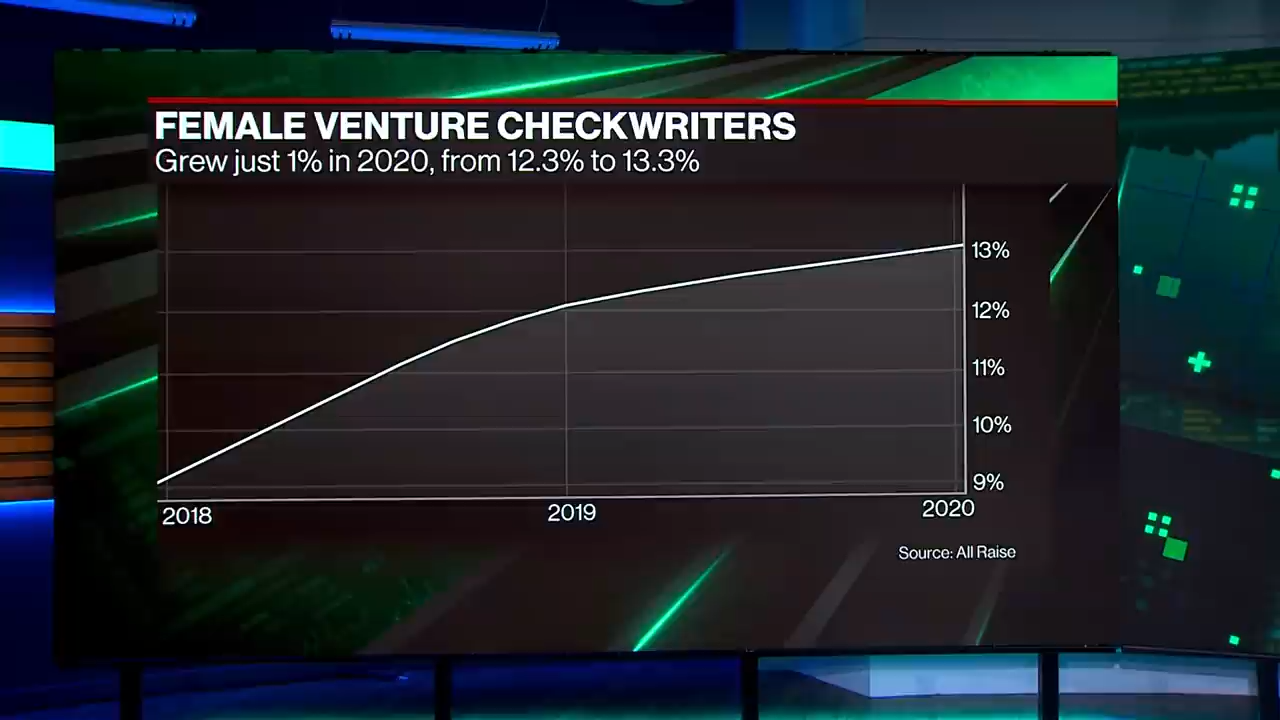 FEMALE VENTURE CHECKWRITERS
Grew just 1% in 2020, from 12.3% to 13.3%
13%
12%
11%
10%
9%
2018 2019 2020
Source: All Raise